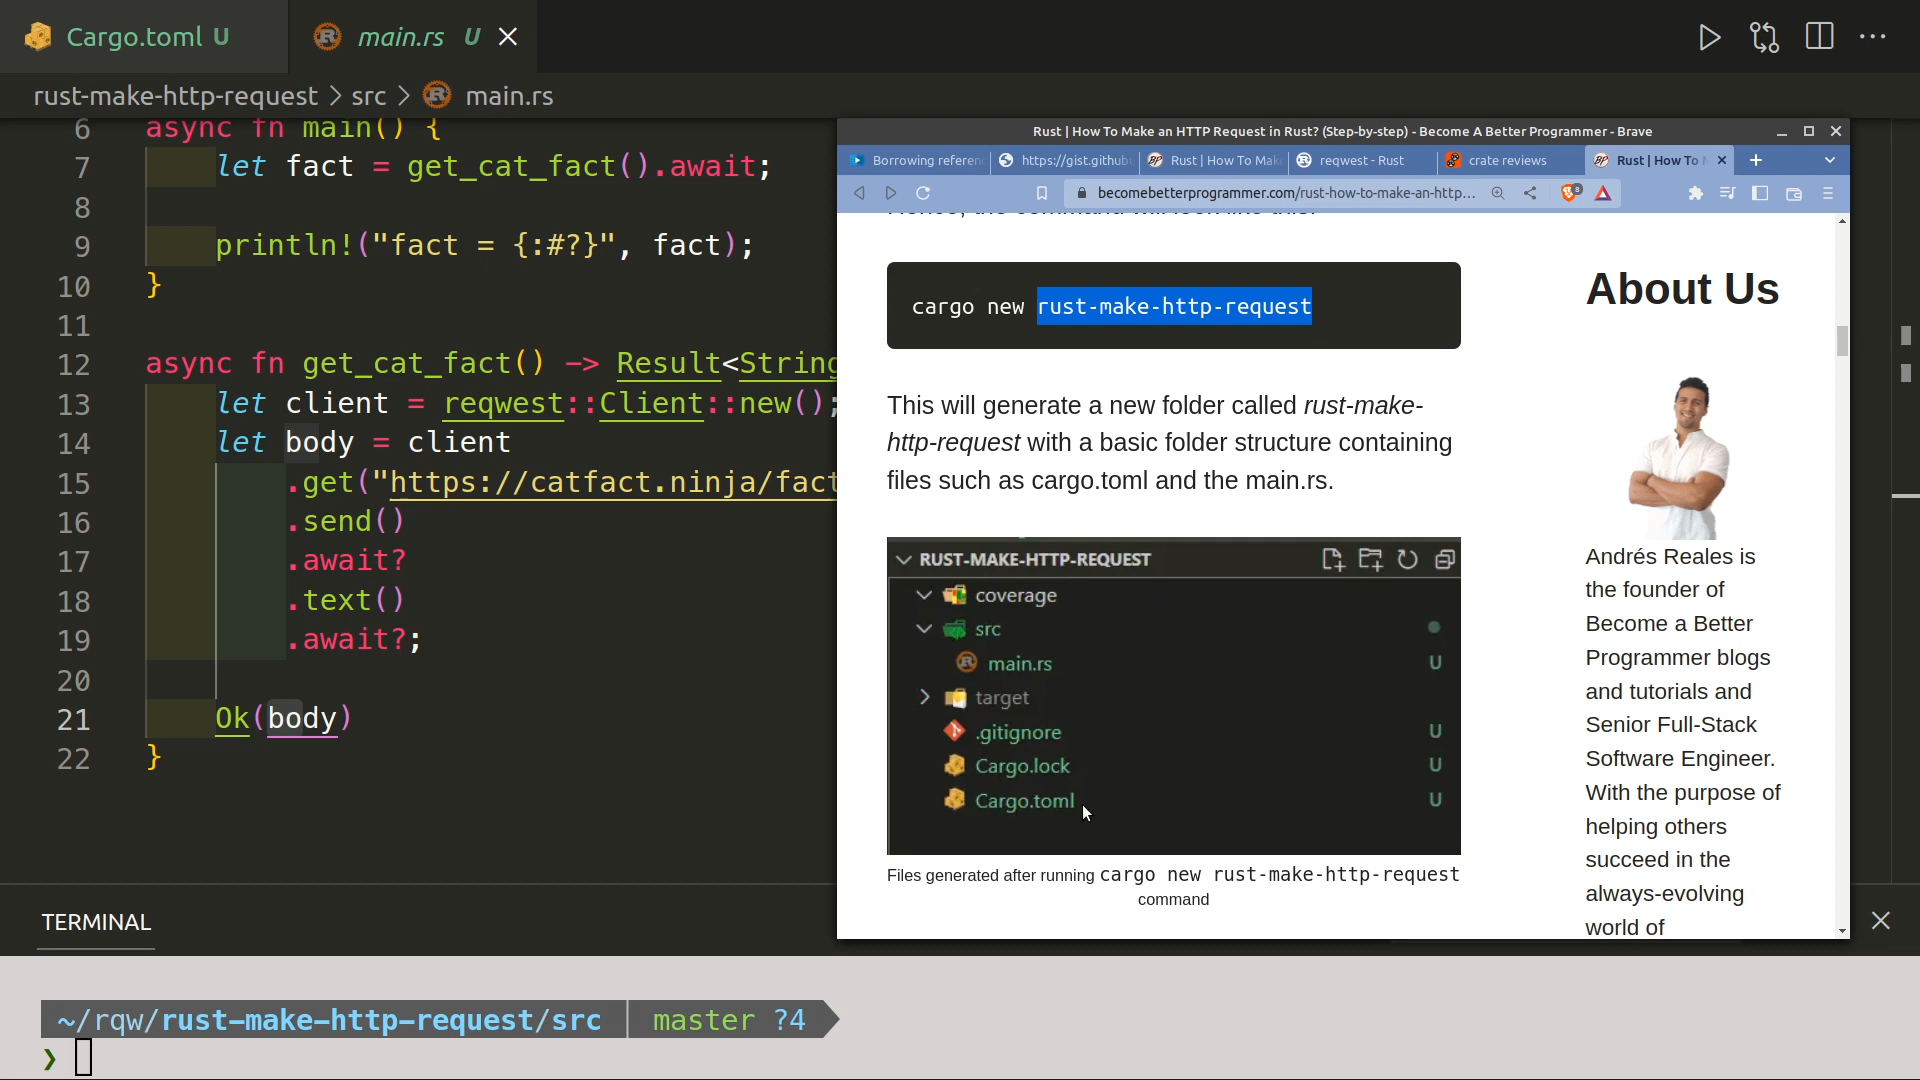 Cargo.toml U
main.rs U
rust-make-http-request > src > main.rs
6 async fn main() {
7 let fact = get_cat_fact().await;
8
9 println!("fact = {:#?}", fact);
10 }
11
12 async fn get_cat_fact() -> Result<String
13 let client = reqwest::Client::new();
14 let body = client
15 .get("https://catfact.ninja/fact
16 .send()
17 .await?
18 .text()
19 .await?;
20
21 Ok(body)
22 }
TERMINAL
~/rqw/rust-make-http-request/src master ?4
❯
Rust | How To Make an HTTP Request in Rust? (Step-by-step) - Become A Better Programmer - Brave
Borrowing referen
https://gist.github
Rust | How To Mak
reqwest - Rust
crate reviews
Rust | How To M
becomebetterprogrammer.com/rust-how-to-make-an-http...
8
cargo new rust-make-http-request
This will generate a new folder called rust-make-
http-request with a basic folder structure containing
files such as cargo.toml and the main.rs.
RUST-MAKE-HTTP-REQUEST
coverage
src
main.rs U
target
.gitignore U
Cargo.lock U
Cargo.toml U
Files generated after running cargo new rust-make-http-request
command
About Us
Andrés Reales is
the founder of
Become a Better
Programmer blogs
and tutorials and
Senior Full-Stack
Software Engineer.
With the purpose of
helping others
succeed in the
always-evolving
world of